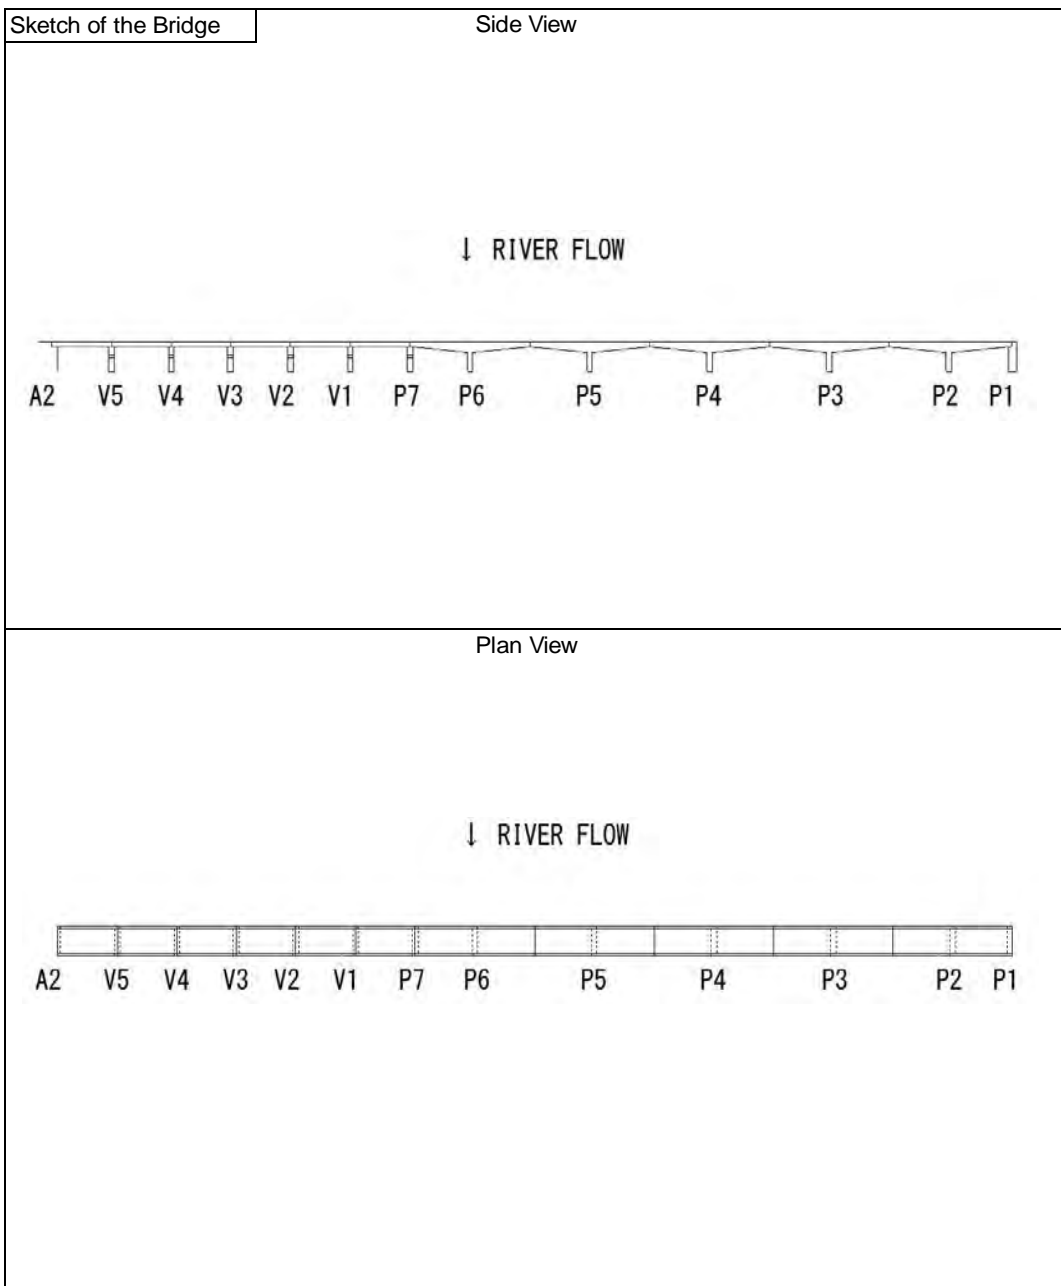 Sketch of the Bridge
Side View
↓ RIVER FLOW
A2 V5 V4 V3 V2 V1 P7 P6 P5 P4 P3 P2 P1
Plan View
↓ RIVER FLOW
A2 V5 V4 V3 V2 V1 P7 P6 P5 P4 P3 P2 P1